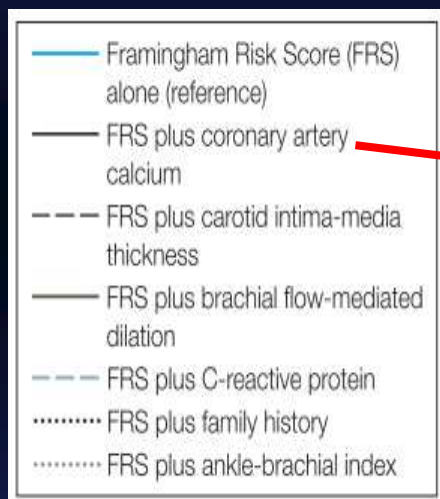 Framingham Risk Score (FRS)
alone (reference)
FRS plus coronary artery
calcium
FRS plus carotid intima-media
thickness
FRS plus brachial flow-mediated
dilation
FRS plus C-reactive protein
FRS plus family history
FRS plus ankle-brachial index